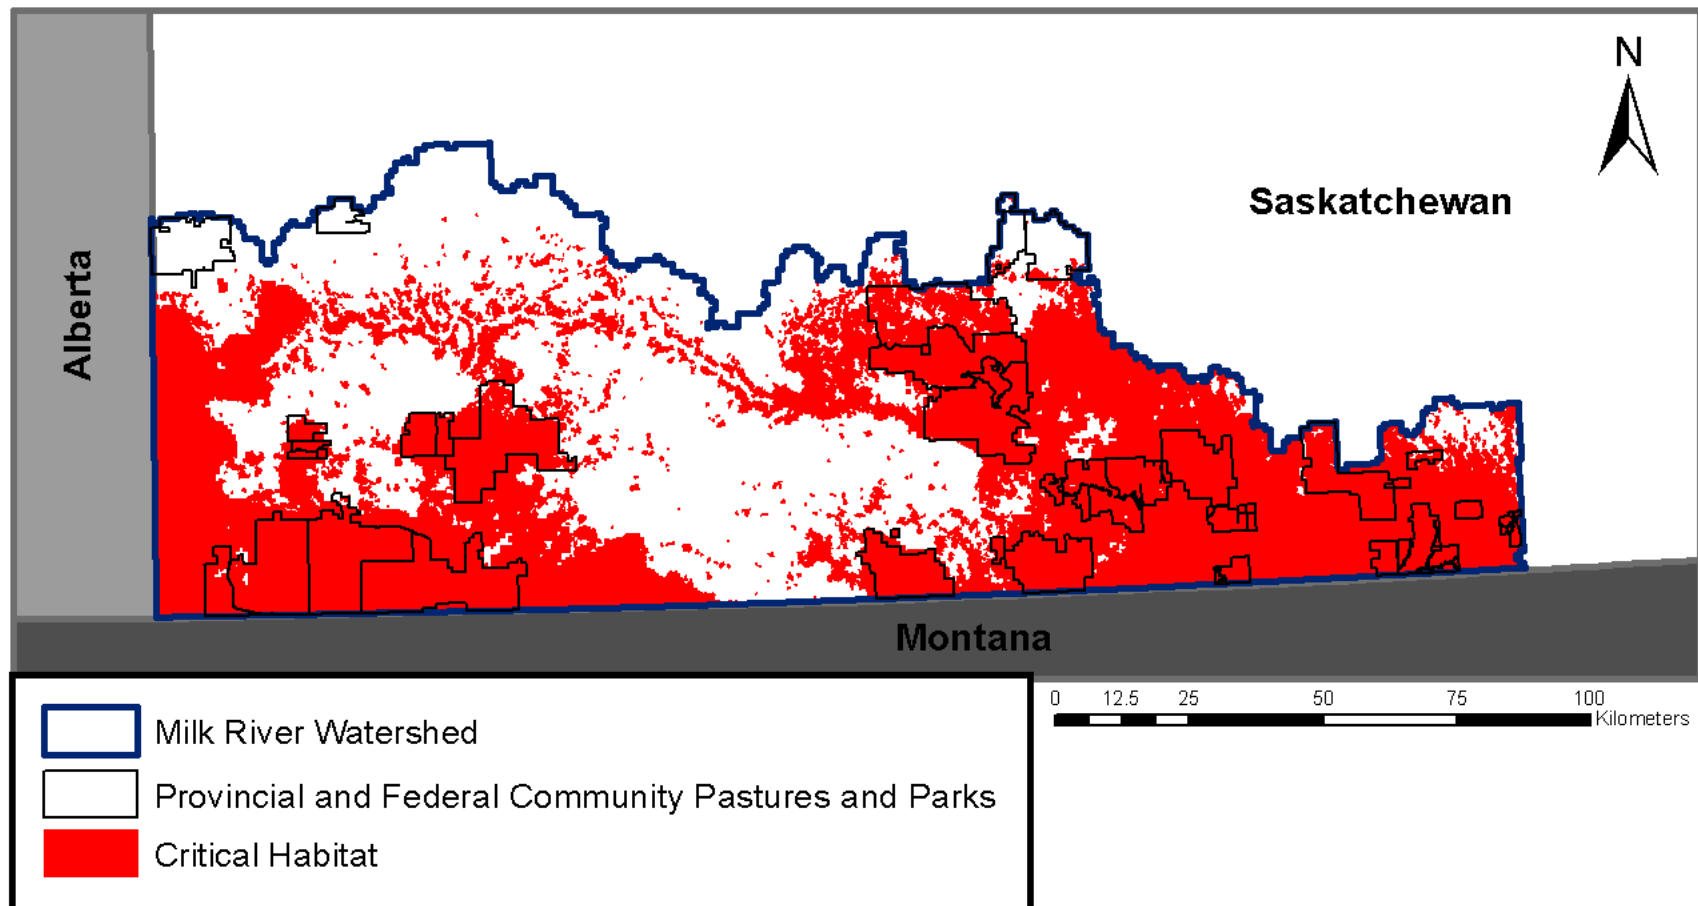 N
Saskatchewan
Alberta
Montana
0 12.5 25 50 75 100
Kilometers
Milk River Watershed
Provincial and Federal Community Pastures and Parks
Critical Habitat